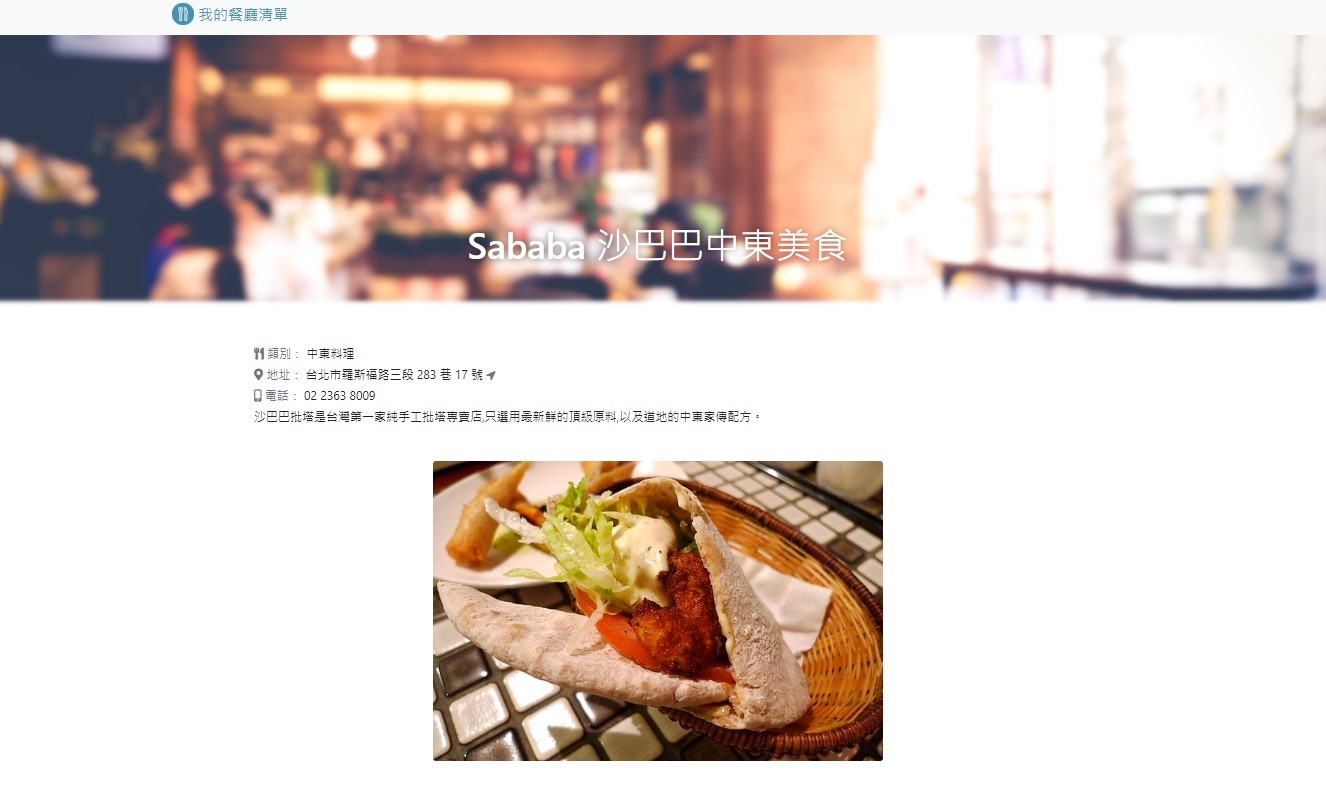 我的餐廳清單
Sababa 沙巴巴中東美食
類別： 中東料理
地址： 台北市羅斯福路三段 283 巷 17 號
電話： 02 2363 8009
沙巴巴批塔是台灣第一家純手工批塔專賣店,只選用最新鮮的頂級原料,以及道地的中東家傳配方。